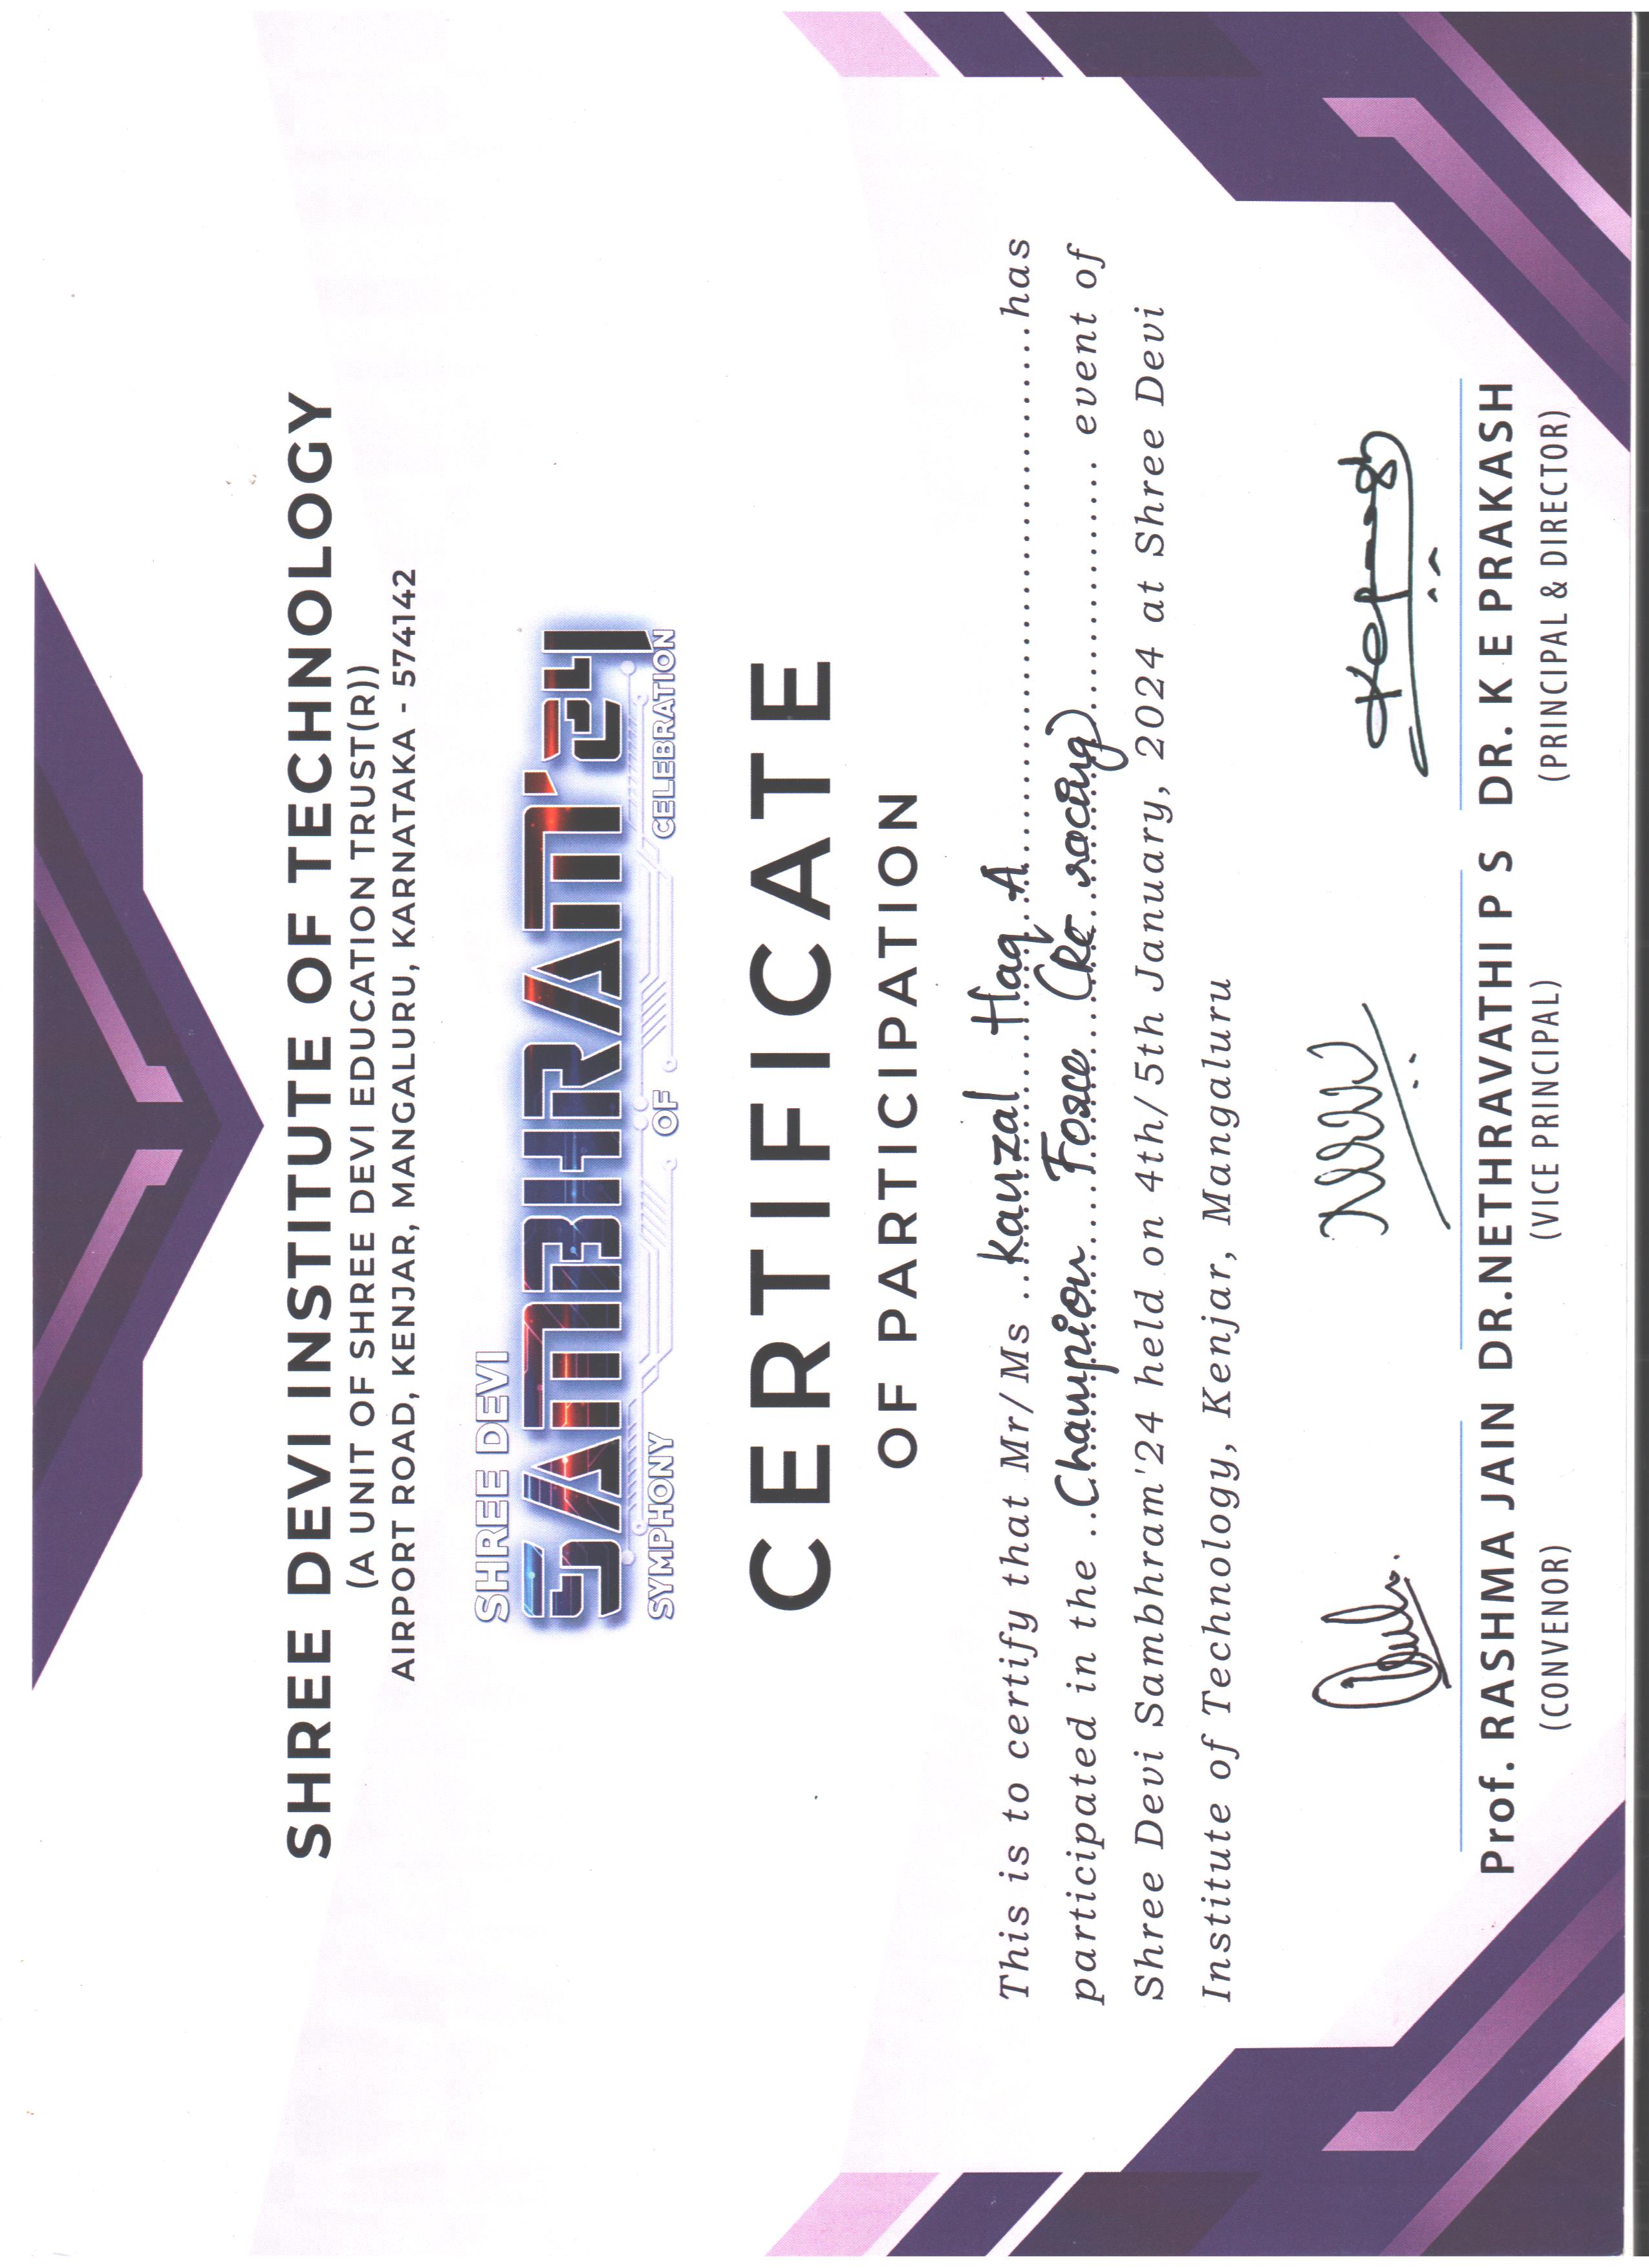 SHREE DEVI INSTITUTE OF TECHNOLOGY
(A UNIT OF SHREE DEVI EDUCATION TRUST(R))
AIRPORT ROAD, KENJAR, MANGALURU, KARNATAKA - 574142
SHREE DEVI
SAMBHRAM'24
SYMPHONY OF CELEBRATION
CERTIFICATE
OF PARTICIPATION
This is to certify that Mr/Ms ..Kanzal Haq A..............................has
participated in the ..Champion Force (Rc racing).................... event of
Shree Devi Sambhram'24 held on 4th/5th January, 2024 at Shree Devi
Institute of Technology, Kenjar, Mangaluru
Prof. RASHMA JAIN DR.NETHRAVATHI P S DR. K E PRAKASH
(CONVENOR) (VICE PRINCIPAL) (PRINCIPAL & DIRECTOR)